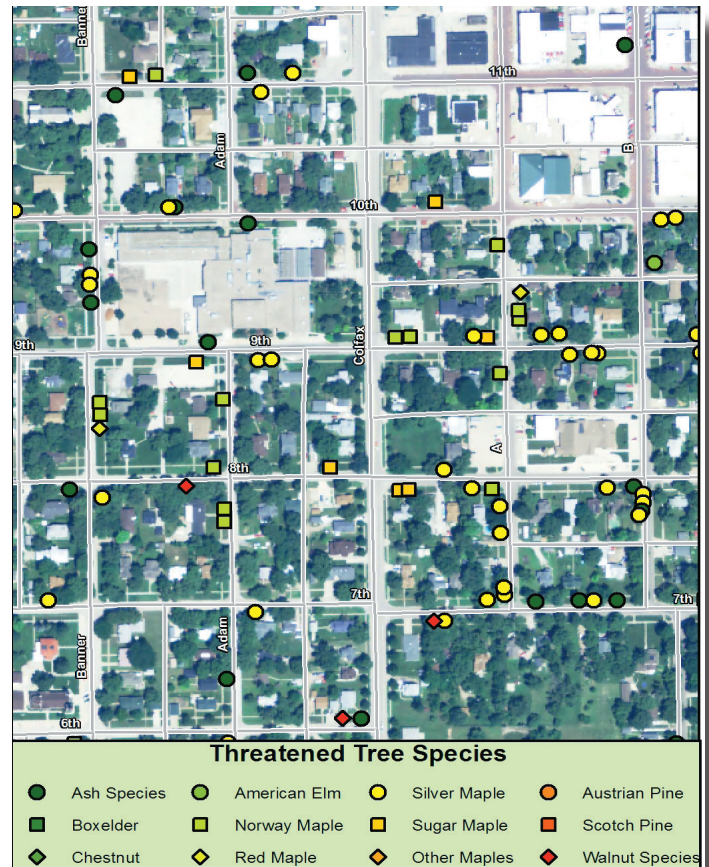 Banner
11th
Adam
B
10th
Colfax
9th
9th
A
8th
7th
7th
Banner
Adam
6th
Threatened Tree Species
Ash Species American Elm Silver Maple Austrian Pine
Boxelder Norway Maple Sugar Maple Scotch Pine
Chestnut Red Maple Other Maples Walnut Species